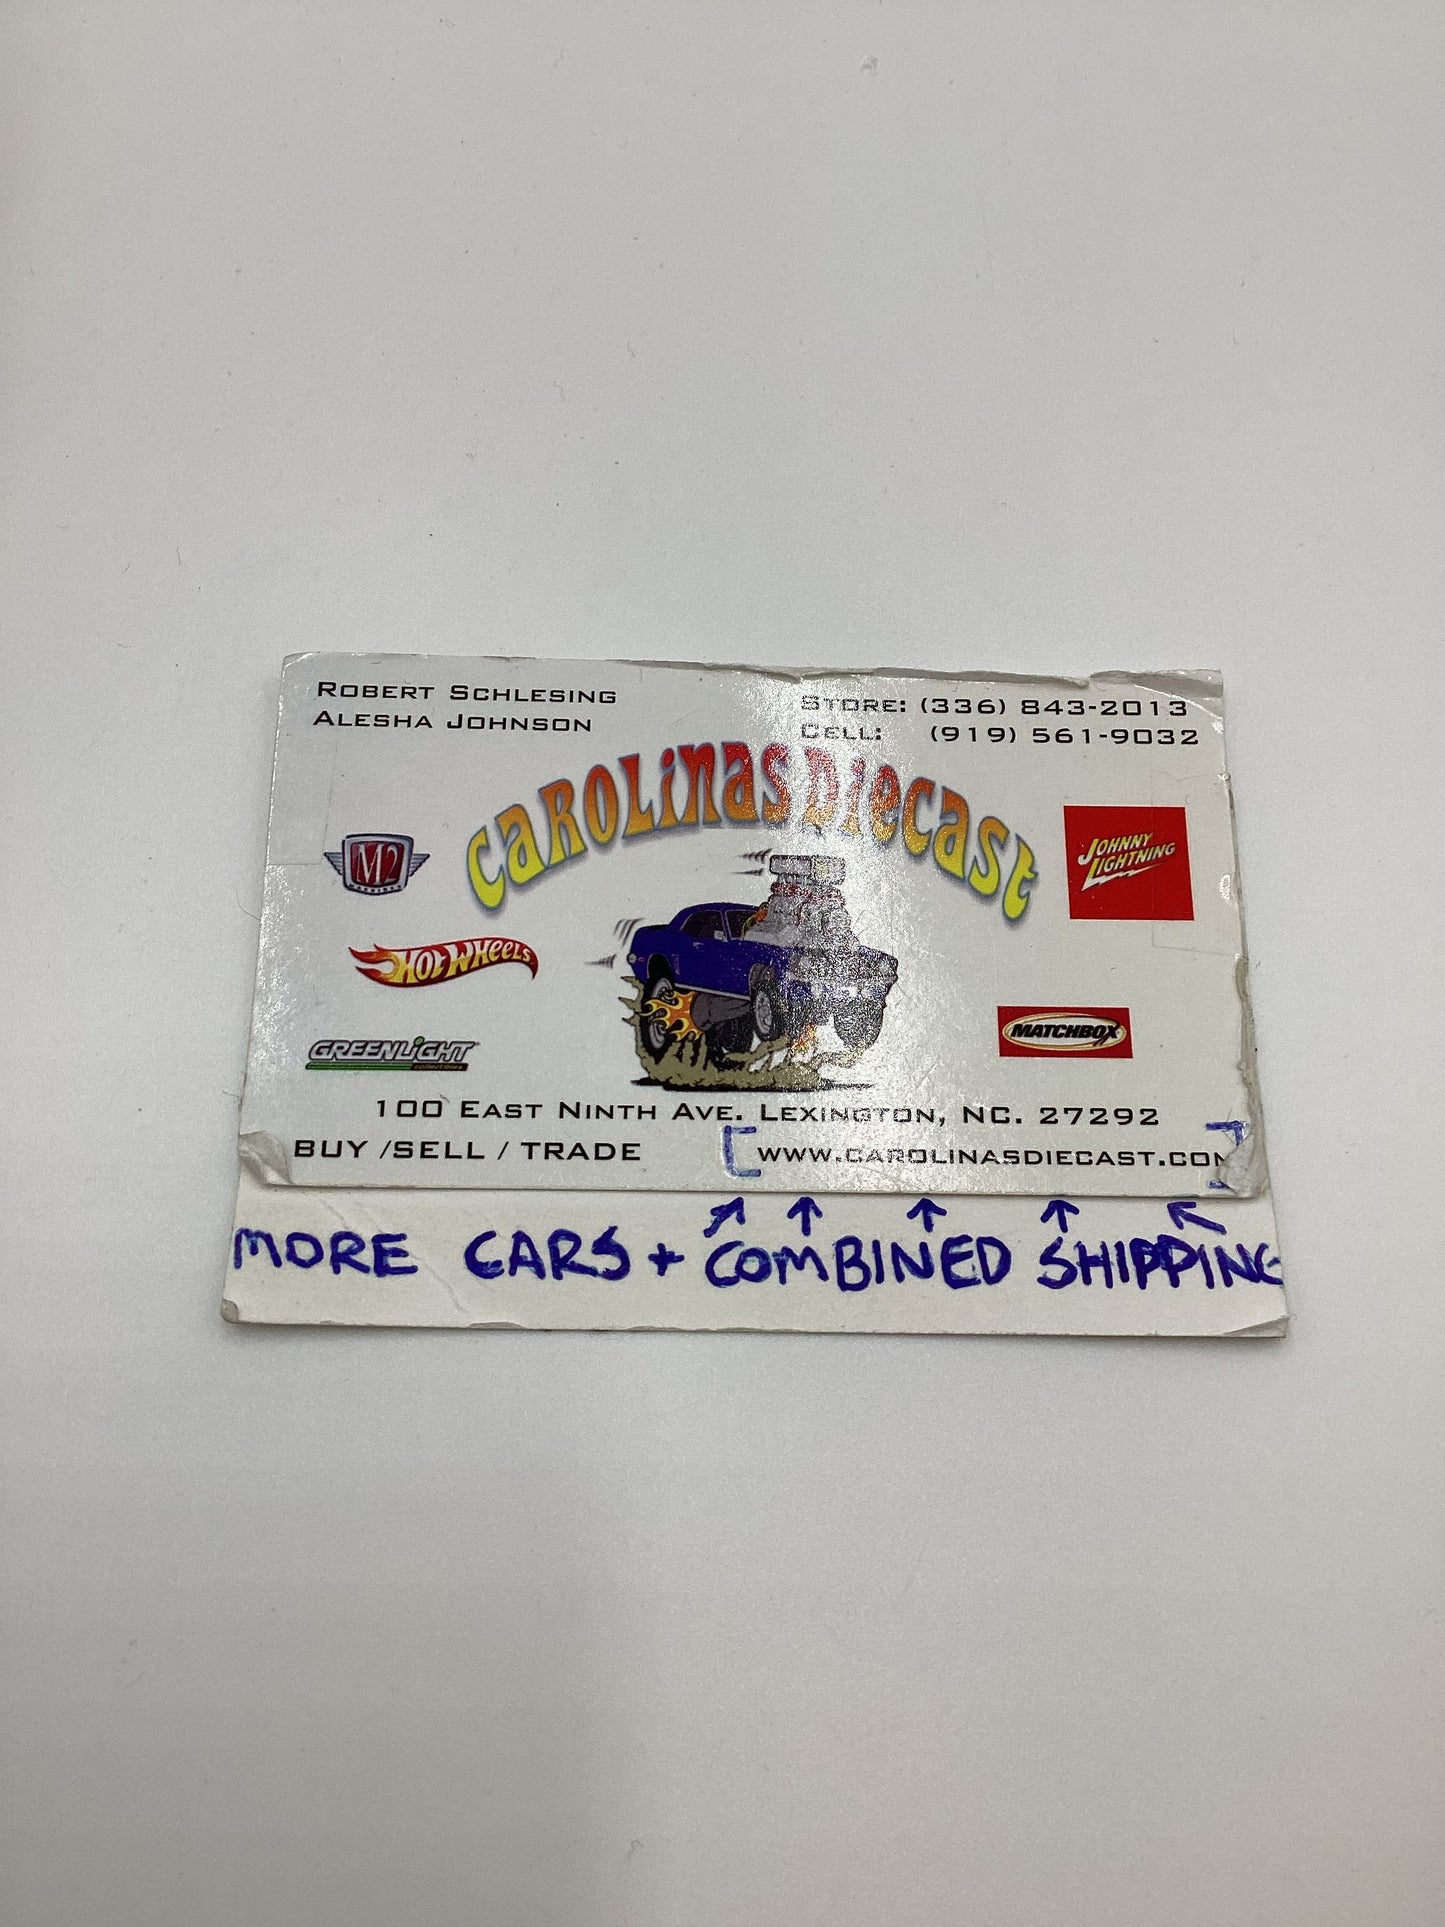 ROBERT SCHLESING
ALESHA JOHNSON
STORE: (336) 843-2013
CELL: (919) 561-9032
CAROLINAS DIECAST
M2
MACHINES
JOHNNY
LIGHTNING
HOT WHEELS
MATCHBOX
GREENLIGHT
collectibles
100 EAST NINTH AVE. LEXINGTON, NC. 27292
BUY /SELL / TRADE
[WWW.CAROLINASDIECAST.COM]
MORE CARS + COMBINED SHIPPING